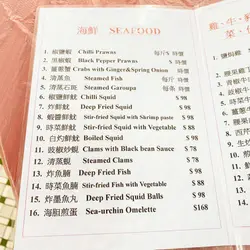 海鮮 SEAFOOD
1. 椒鹽蝦 Chilli Prawns 每斤$ 時價
2. 黑椒蝦 Black Pepper Prawns $ 時價
3. 薑葱蟹 Crabs with Ginger&Spring Onion 時價
4. 清蒸魚 Steamed Fish 每斤 時價
5. 清蒸石斑 Steamed Garoupa 每条 時價
6. 椒鹽鮮魷 Chilli Squid $ 98
7. 炸鮮魷 Deep Fried Squid $ 98
8. 蝦醬鮮魷 Stir-fried Squid with Shrimp paste $ 98
9. 時菜鮮魷 Stir-fried Squid with Vegetable $ 88
10. 白灼鮮魷 Boiled Squid $ 98
11. 豉椒炒蜆 Clams with Black bean Sauce $ 78
12. 清蒸蜆 Steamed Clams $ 78
13. 炸魚腩 Deep Fried Fish $ 98
14. 時菜魚腩 Stir-fried Fish with Vegetable $ 88
15. 炸墨魚丸 Deep Fried Squid Balls $ 98
16. 海胆煎蛋 Sea-urchin Omelette $168
雞·牛
菜·